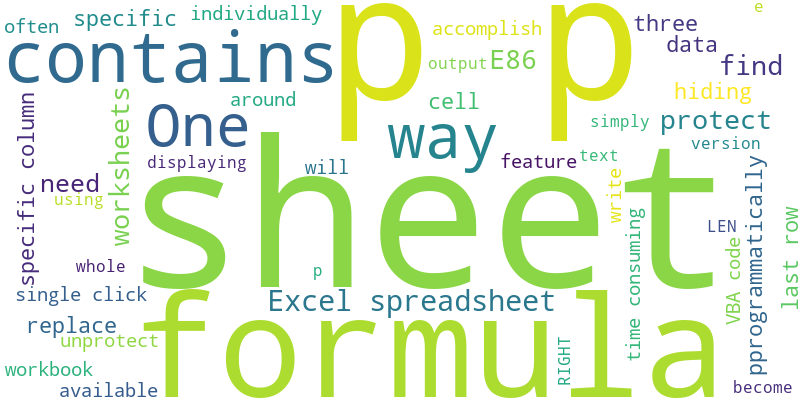 often
specific
individually
p
p
accomplish
three
e
contains
output
E86
data
find
specific column
worksheets
One
around
way
cell
hiding
simply
protect
displaying
will
feature
text
version
need
using
sheet
write
time consuming
LEN
pprogrammatically
last row
whole
p
VBA code
single click
Excel spreadsheet
replace
formula
unprotect
workbook
available
RIGHT
become